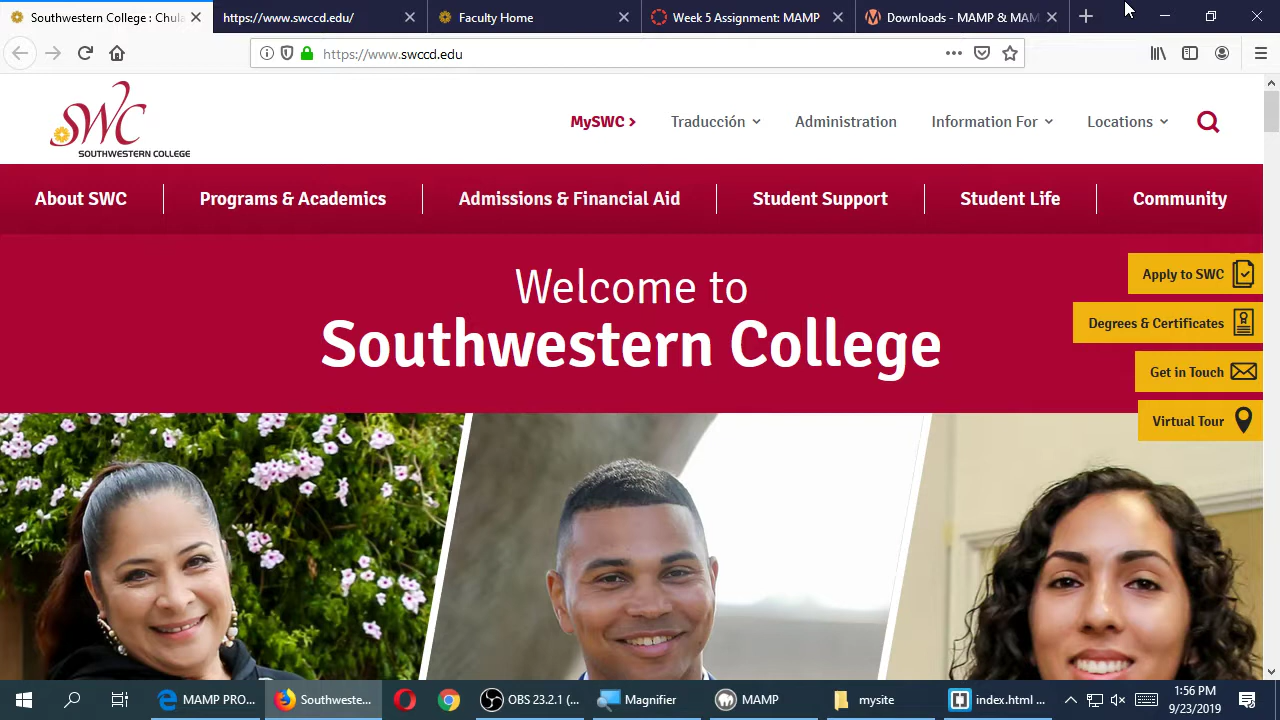 Southwestern College : Chula
https://www.swccd.edu/
Faculty Home
Week 5 Assignment: MAMP
Downloads - MAMP & MAM
https://www.swccd.edu
SWC
SOUTHWESTERN COLLEGE
MySWC
Traducción
Administration
Information For
Locations
About SWC
Programs & Academics
Admissions & Financial Aid
Student Support
Student Life
Community
Welcome to
Southwestern College
Apply to SWC
Degrees & Certificates
Get in Touch
Virtual Tour
MAMP PRO...
Southweste...
OBS 23.2.1 (...
Magnifier
MAMP
mysite
index.html ...
1:56 PM
9/23/2019